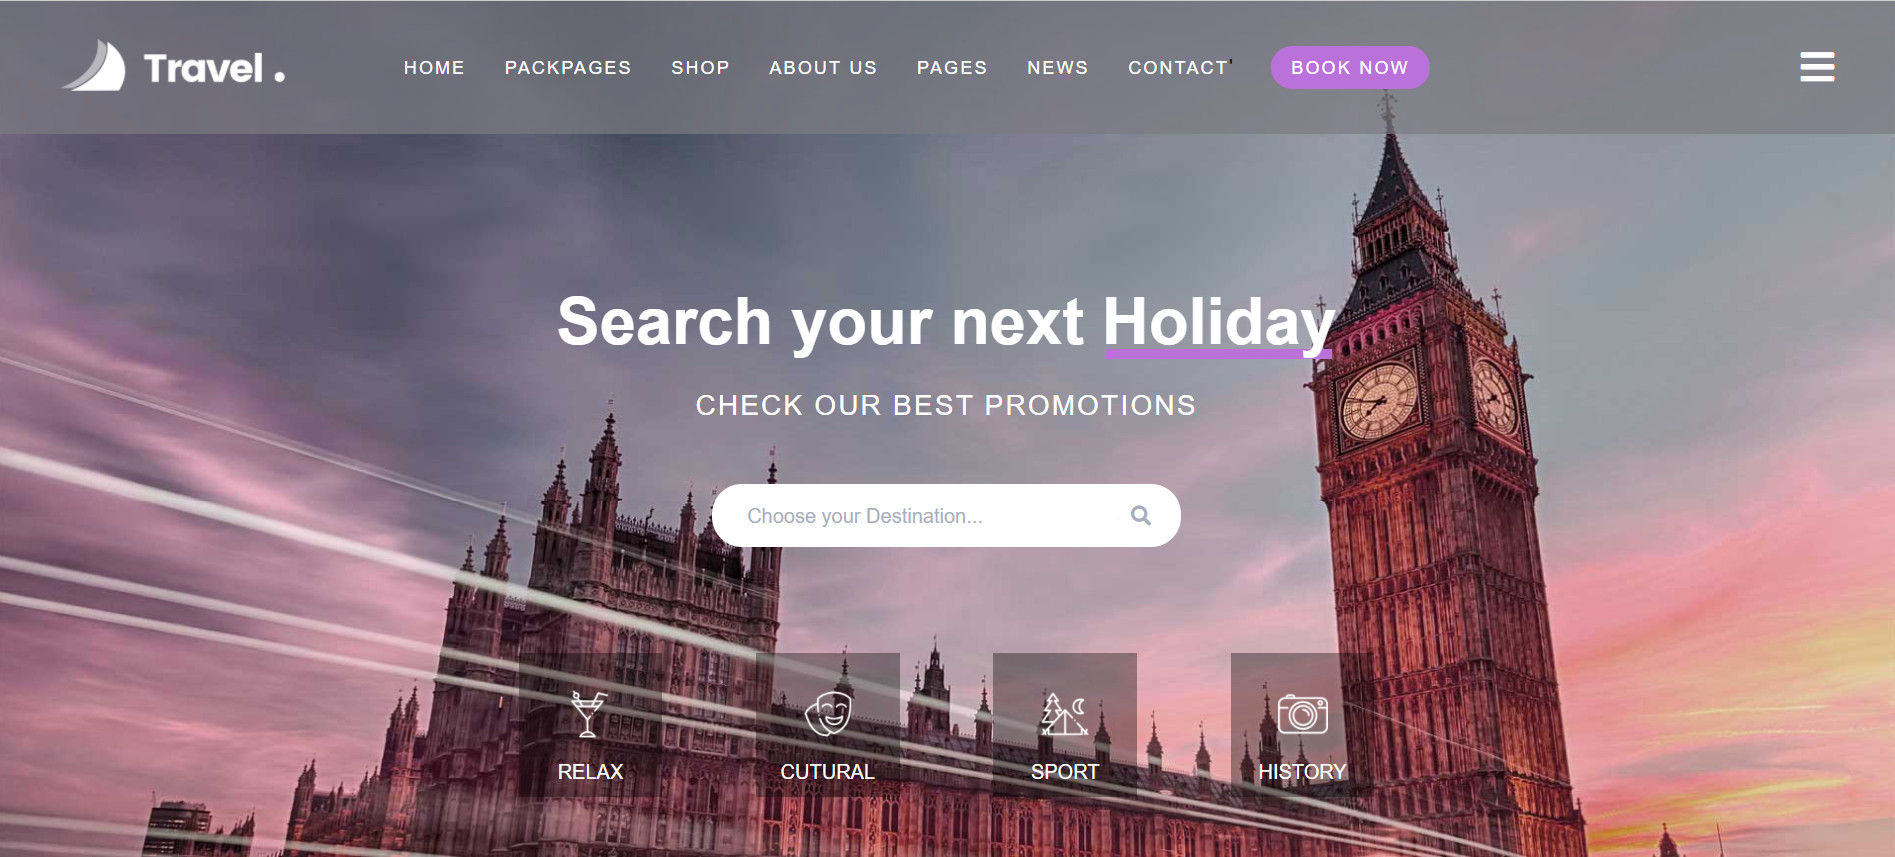 Travel .
HOME PACKPAGES SHOP ABOUT US PAGES NEWS CONTACT' BOOK NOW
Search your next Holiday
CHECK OUR BEST PROMOTIONS
Choose your Destination...
RELAX CUTURAL SPORT HISTORY